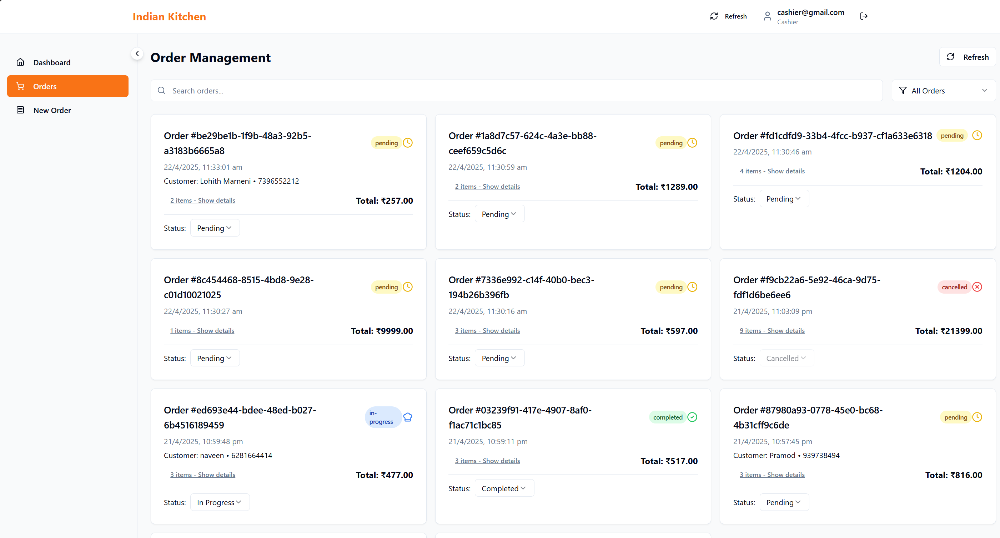 Indian Kitchen
Refresh
cashier@gmail.com
Cashier
Dashboard
Orders
New Order
Order Management
Refresh
Search orders...
All Orders
Order #be29be1b-1f9b-48a3-92b5-
a3183b6665a8
pending
22/4/2025, 11:33:01 am
Customer: Lohith Marneni • 7396552212
2 items - Show details
Total: ₹257.00
Status:
Pending
Order #1a8d7c57-624c-4a3e-bb88-
ceef659c5d6c
pending
22/4/2025, 11:30:59 am
2 items - Show details
Total: ₹1289.00
Status:
Pending
Order #fd1cdfd9-33b4-4fcc-b937-cf1a633e6318
pending
22/4/2025, 11:30:46 am
4 items - Show details
Total: ₹1204.00
Status:
Pending
Order #8c454468-8515-4bd8-9e28-
c01d10021025
pending
22/4/2025, 11:30:27 am
1 items - Show details
Total: ₹9999.00
Status:
Pending
Order #7336e992-c14f-40b0-bec3-
194b26b396fb
pending
22/4/2025, 11:30:16 am
3 items - Show details
Total: ₹597.00
Status:
Pending
Order #f9cb22a6-5e92-46ca-9d75-
fdf1d6be6ee6
cancelled
21/4/2025, 11:03:09 pm
9 items - Show details
Total: ₹21399.00
Status:
Cancelled
Order #ed693e44-bdee-48ed-b027-
6b4516189459
in-
progress
21/4/2025, 10:59:48 pm
Customer: naveen • 6281664414
3 items - Show details
Total: ₹477.00
Status:
In Progress
Order #03239f91-417e-4907-8af0-
f1ac71c1bc85
completed
21/4/2025, 10:59:11 pm
3 items - Show details
Total: ₹517.00
Status:
Completed
Order #87980a93-0778-45e0-bc68-
4b31cff9c6de
pending
21/4/2025, 10:57:45 pm
Customer: Pramod • 939738494
3 items - Show details
Total: ₹816.00
Status:
Pending